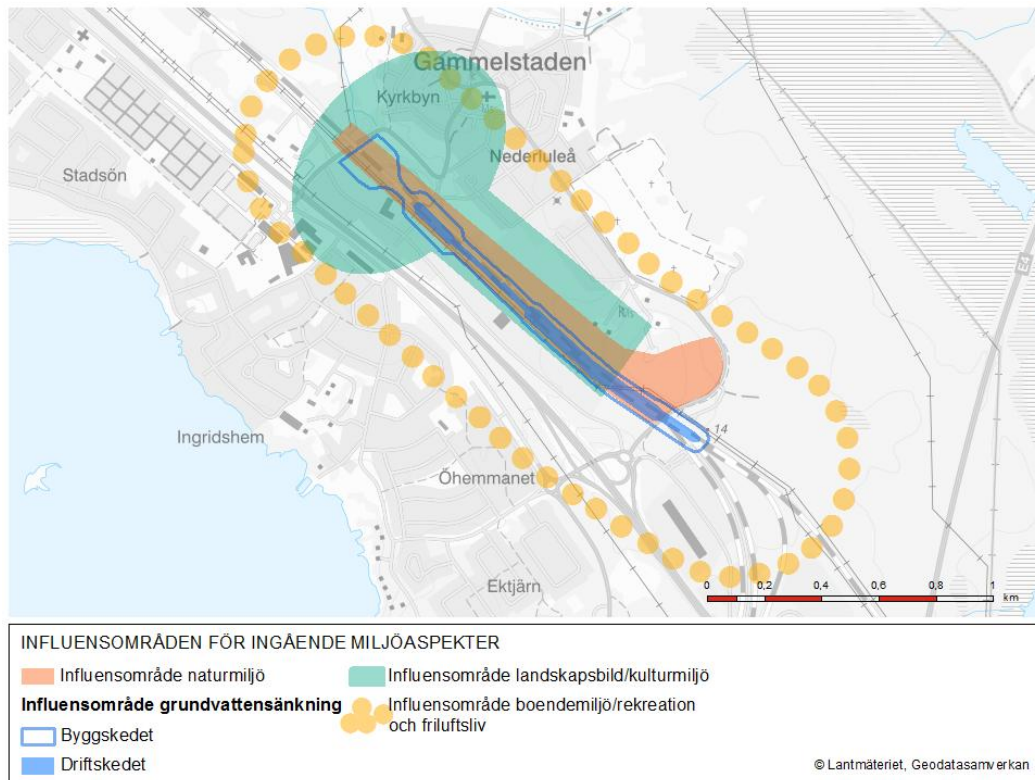 Gammelstaden
Kyrkbyn
Nederluleå
Stadsön
E4
14
Ingridshem
Öhemmanet
Ektjärn
0 0,2 0,4 0,6 0,8 1
km
INFLUENSOMRÅDEN FÖR INGÅENDE MILJÖASPEKTER
Influensområde naturmiljö
Influensområde landskapsbild/kulturmiljö
Influensområde grundvattensänkning
Influensområde boendemiljö/rekreation
och friluftsliv
Byggskedet
Driftskedet
© Lantmäteriet, Geodatasamverkan